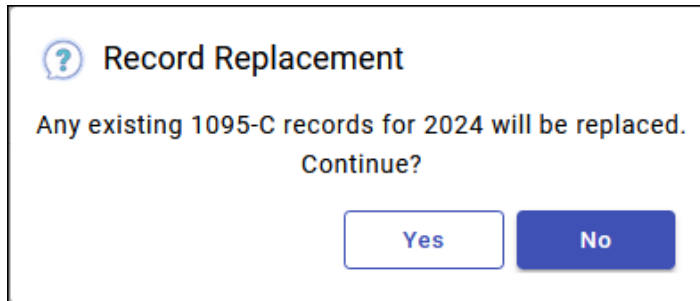 Record Replacement
Any existing 1095-C records for 2024 will be replaced.
Continue?
Yes
No